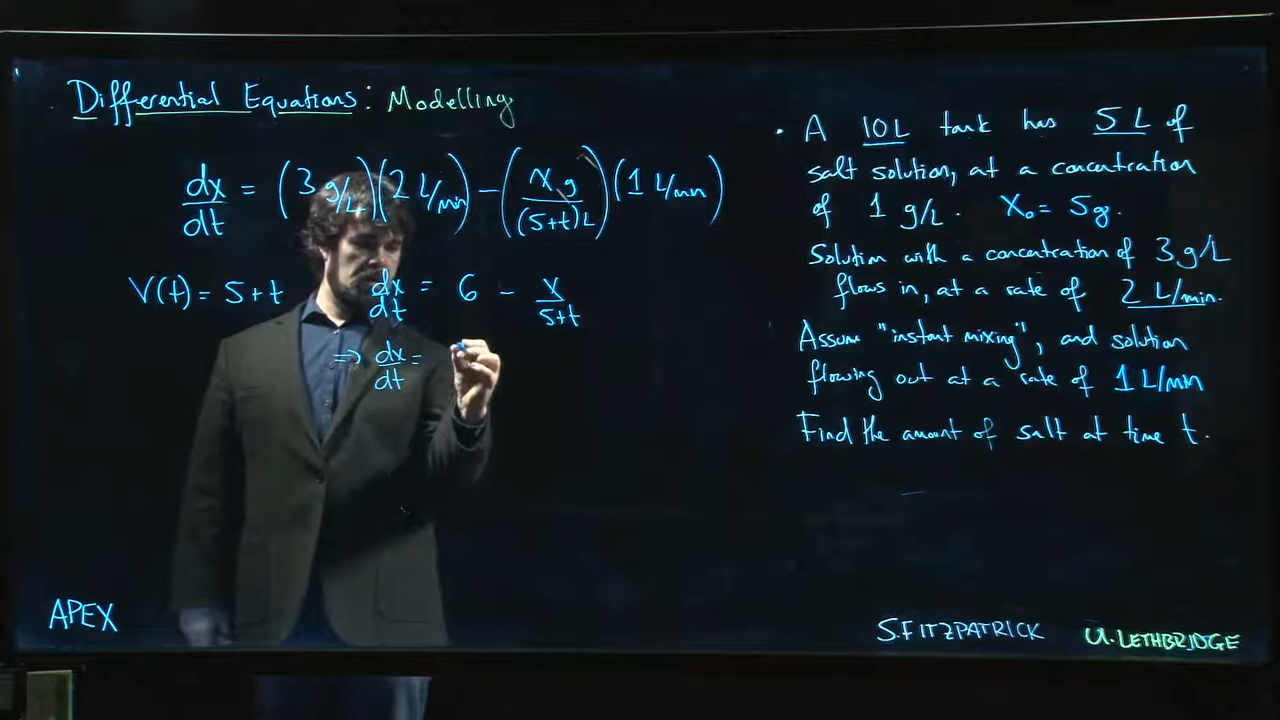 Differential Equations: Modelling
dx/dt = (3 g/L)(2 L/min) − (x g/(5+t)L)(1 L/min)
V(t) = 5+t
dx/dt = 6 − x/5+t
⇒ dx/dt =
• A 10L tank has 5 L of
salt solution, at a concentration
of 1 g/L. X₀ = 5g.
Solution with a concentration of 3 g/L
flows in, at a rate of 2 L/min.
Assume "instant mixing", and solution
flowing out at a rate of 1 L/min
Find the amount of salt at time t.
APEX
S.FITZPATRICK
U.LETHBRIDGE